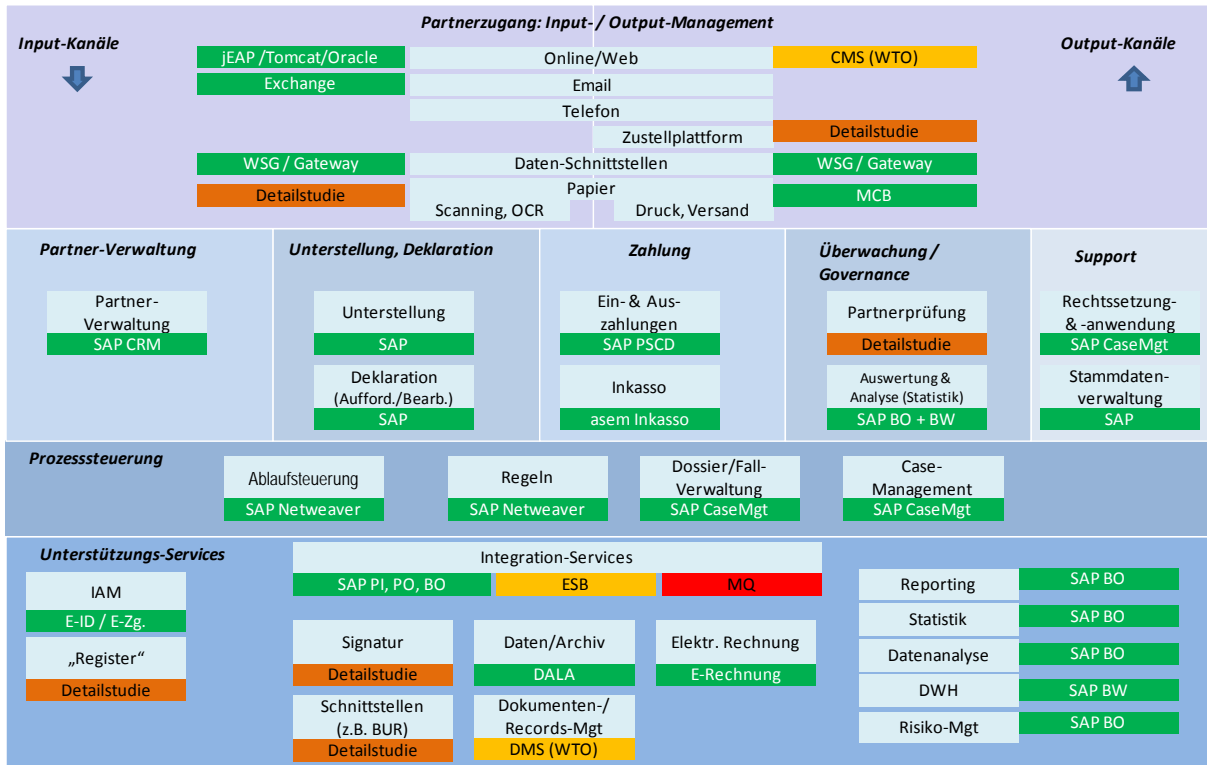 Partnerzugang: Input- / Output-Management
Input-Kanäle
Output-Kanäle
jEAP /Tomcat/Oracle
Online/Web
CMS (WTO)
Exchange
Email
Telefon
Zustellplattform
Detailstudie
WSG / Gateway
Daten-Schnittstellen
WSG / Gateway
Detailstudie
Papier
MCB
Scanning, OCR
Druck, Versand
Partner-Verwaltung
Partner-
Verwaltung
SAP CRM
Unterstellung, Deklaration
Unterstellung
SAP
Deklaration
(Aufford./Bearb.)
SAP
Zahlung
Ein- & Aus-
zahlungen
SAP PSCD
Inkasso
asem Inkasso
Überwachung /
Governance
Partnerprüfung
Detailstudie
Auswertung &
Analyse (Statistik)
SAP BO + BW
Support
Rechtssetzung-
& -anwendung
SAP CaseMgt
Stammdaten-
verwaltung
SAP
Prozesssteuerung
Ablaufsteuerung
SAP Netweaver
Regeln
SAP Netweaver
Dossier/Fall-
Verwaltung
SAP CaseMgt
Case-
Management
SAP CaseMgt
Unterstützungs-Services
IAM
E-ID / E-Zg.
„Register“
Detailstudie
Integration-Services
SAP PI, PO, BO
ESB
MQ
Signatur
Detailstudie
Daten/Archiv
DALA
Elektr. Rechnung
E-Rechnung
Schnittstellen
(z.B. BUR)
Detailstudie
Dokumenten-/
Records-Mgt
DMS (WTO)
Reporting
SAP BO
Statistik
SAP BO
Datenanalyse
SAP BO
DWH
SAP BW
Risiko-Mgt
SAP BO